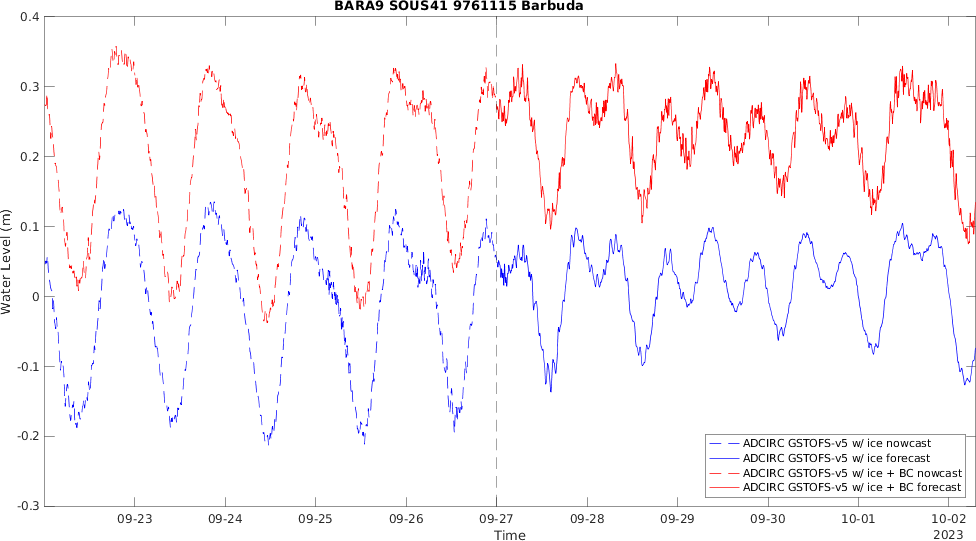 BARA9 SOUS41 9761115 Barbuda
0.4
0.3
0.2
0.1
0
-0.1
-0.2
-0.3
Water Level (m)
ADCIRC GSTOFS-v5 w/ ice nowcast
ADCIRC GSTOFS-v5 w/ ice forecast
ADCIRC GSTOFS-v5 w/ ice + BC nowcast
ADCIRC GSTOFS-v5 w/ ice + BC forecast
09-23 09-24 09-25 09-26 09-27 09-28 09-29 09-30 10-01 10-02
Time 2023